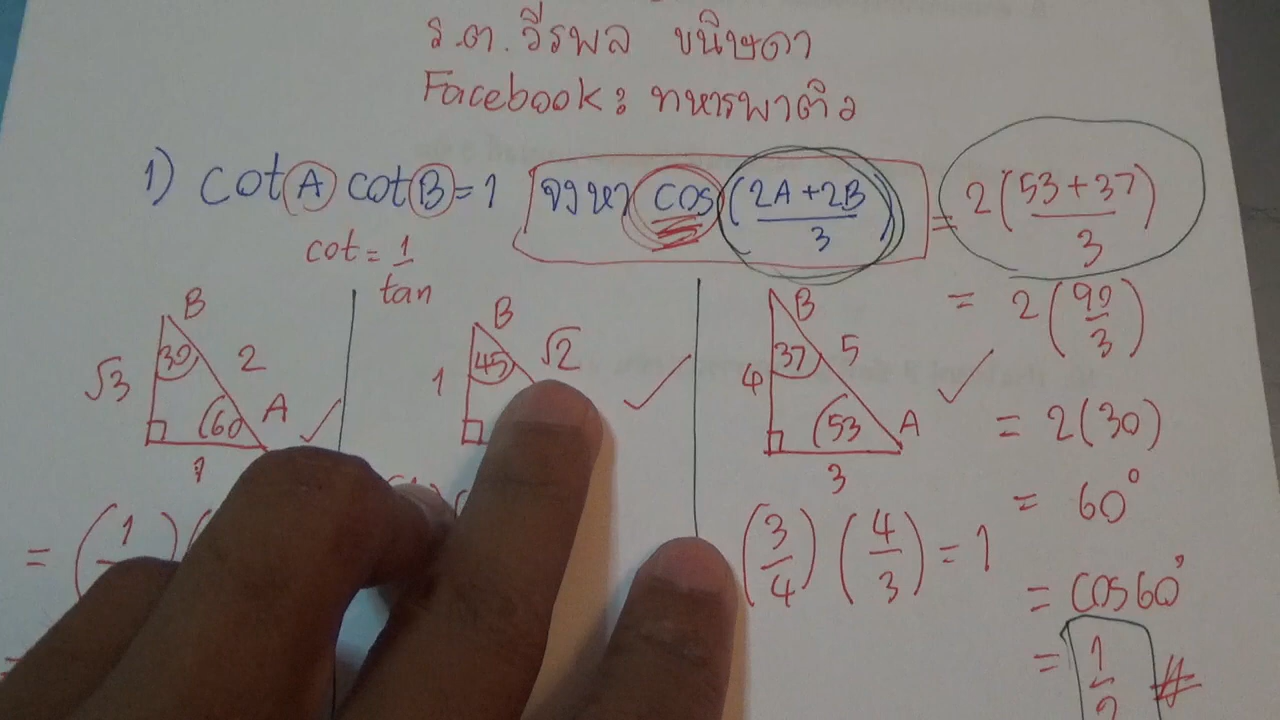 ร.ต.วีรพล ขนิษดา
Facebook: ทหารพาติว
1) cot(A) cot(B) = 1 จงหา cos (2A+2B/3) = 2(53+37/3)
cot = 1/tan
B
30
√3
2
60
A
1
B
45
√2
1
B
37
5
4
53
A
3
= 2(90/3)
= 2(30)
= 60°
= cos60°
= 1/2 #
= (1
(3/4) (4/3) = 1